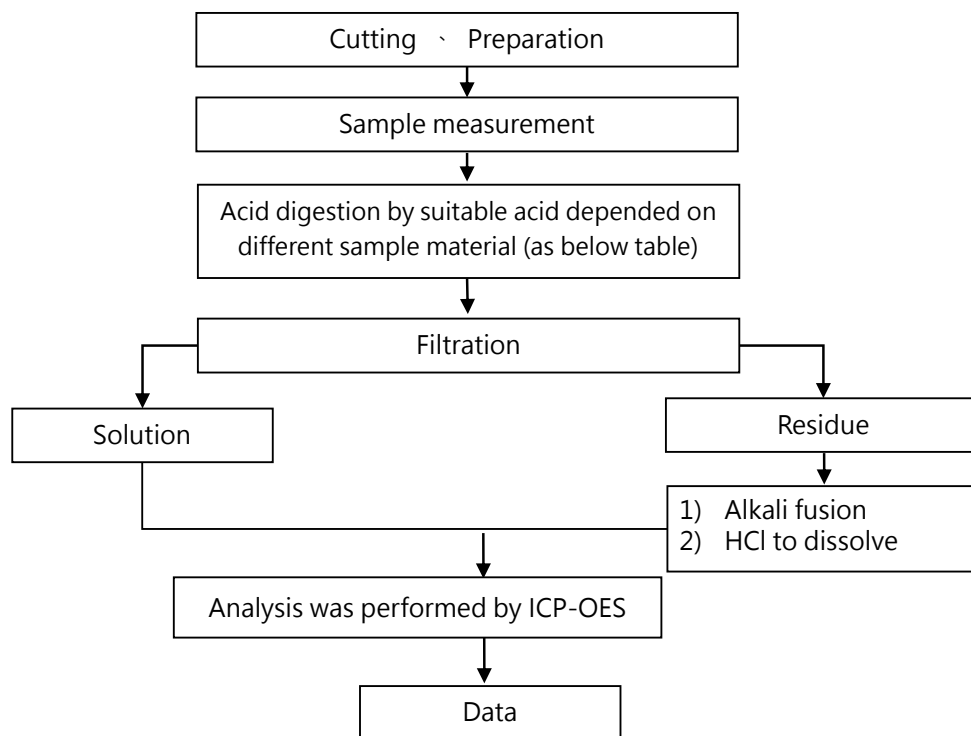 Cutting 、 Preparation
Sample measurement
Acid digestion by suitable acid depended on
different sample material (as below table)
Filtration
Solution
Residue
1) Alkali fusion
2) HCl to dissolve
Analysis was performed by ICP-OES
Data